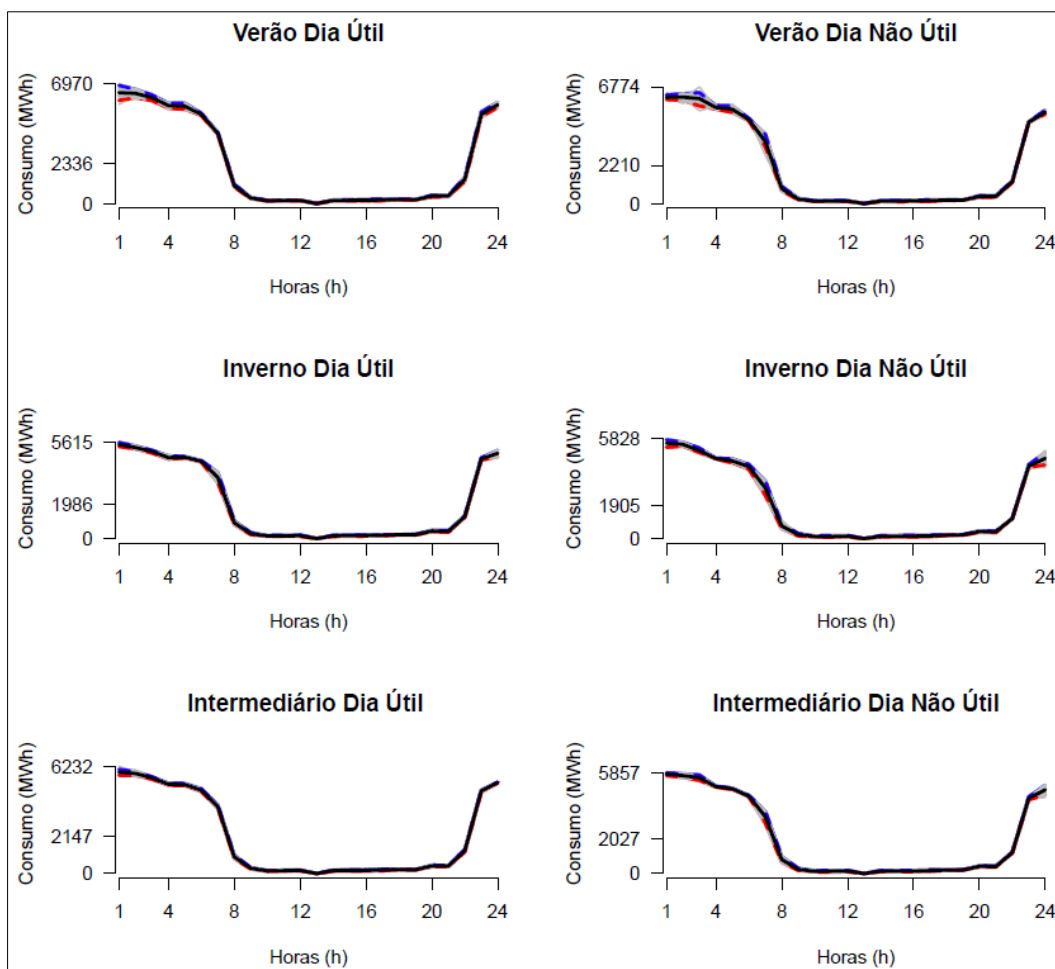 Verão Dia Útil
Consumo (MWh)
6970
2336
0
1 4 8 12 16 20 24
Horas (h)
Verão Dia Não Útil
Consumo (MWh)
6774
2210
0
1 4 8 12 16 20 24
Horas (h)
Inverno Dia Útil
Consumo (MWh)
5615
1986
0
1 4 8 12 16 20 24
Horas (h)
Inverno Dia Não Útil
Consumo (MWh)
5828
1905
0
1 4 8 12 16 20 24
Horas (h)
Intermediário Dia Útil
Consumo (MWh)
6232
2147
0
1 4 8 12 16 20 24
Horas (h)
Intermediário Dia Não Útil
Consumo (MWh)
5857
2027
0
1 4 8 12 16 20 24
Horas (h)